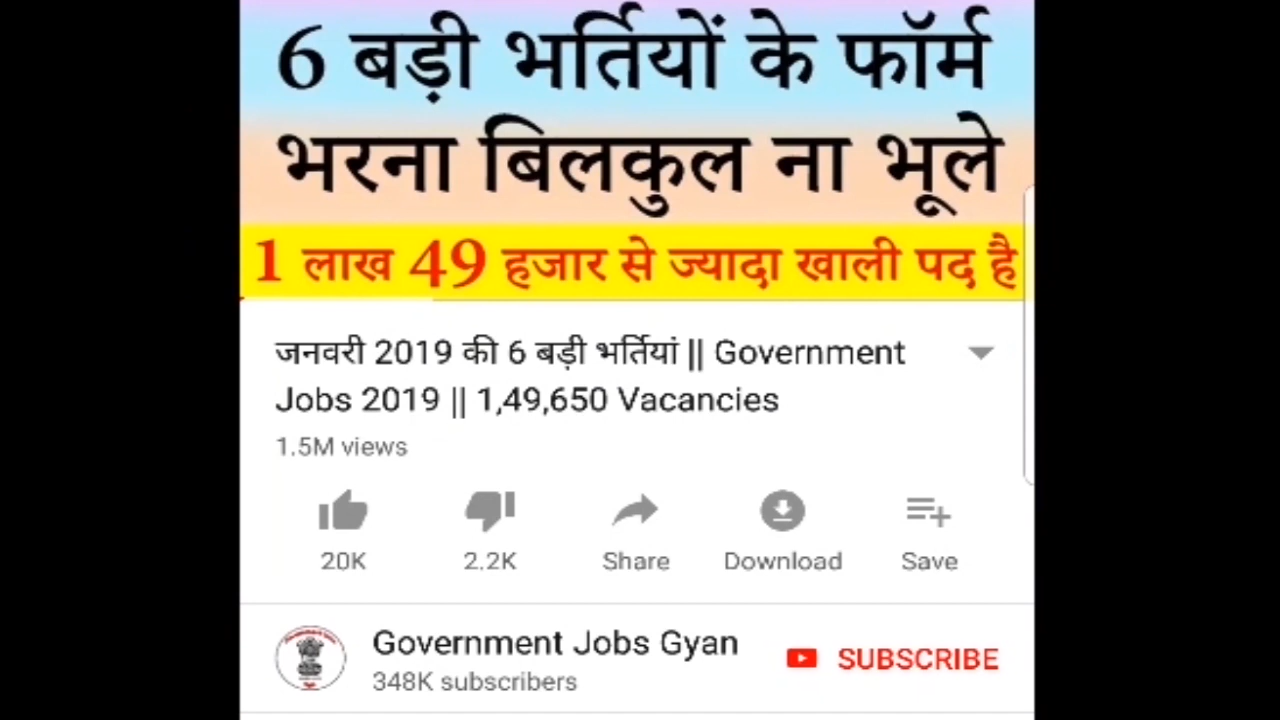 6 बड़ी भर्तियों के फॉर्म
भरना बिलकुल ना भूले
1 लाख 49 हजार से ज्यादा खाली पद है
जनवरी 2019 की 6 बड़ी भर्तियां || Government
Jobs 2019 || 1,49,650 Vacancies
1.5M views
20K 2.2K Share Download Save
Government Jobs Gyan
348K subscribers
SUBSCRIBE